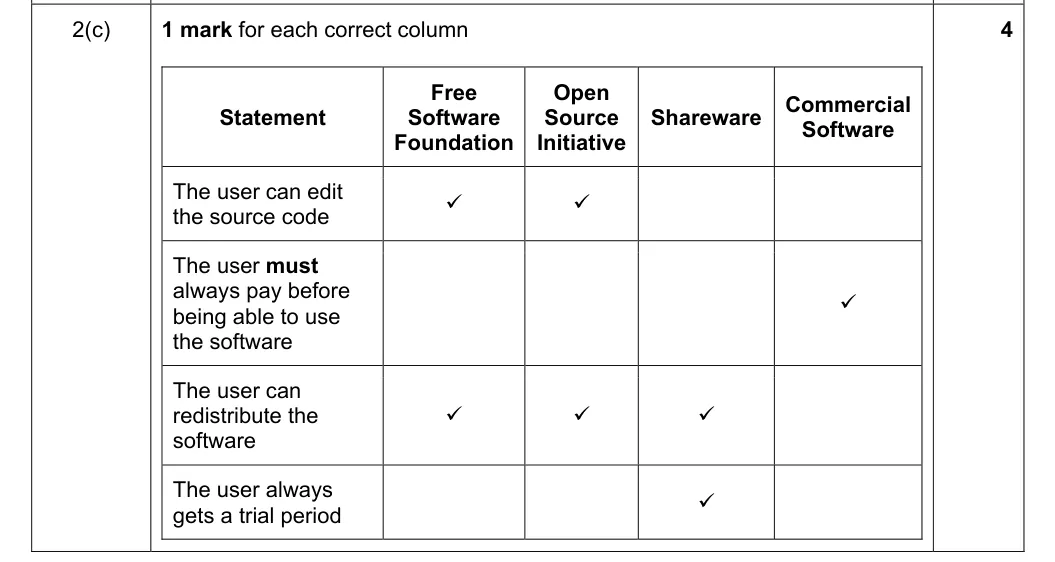 2(c)
1 mark for each correct column
4
Statement
Free
Software
Foundation
Open
Source
Initiative
Shareware
Commercial
Software
The user can edit
the source code
✓
✓
The user must
always pay before
being able to use
the software
✓
The user can
redistribute the
software
✓
✓
✓
The user always
gets a trial period
✓